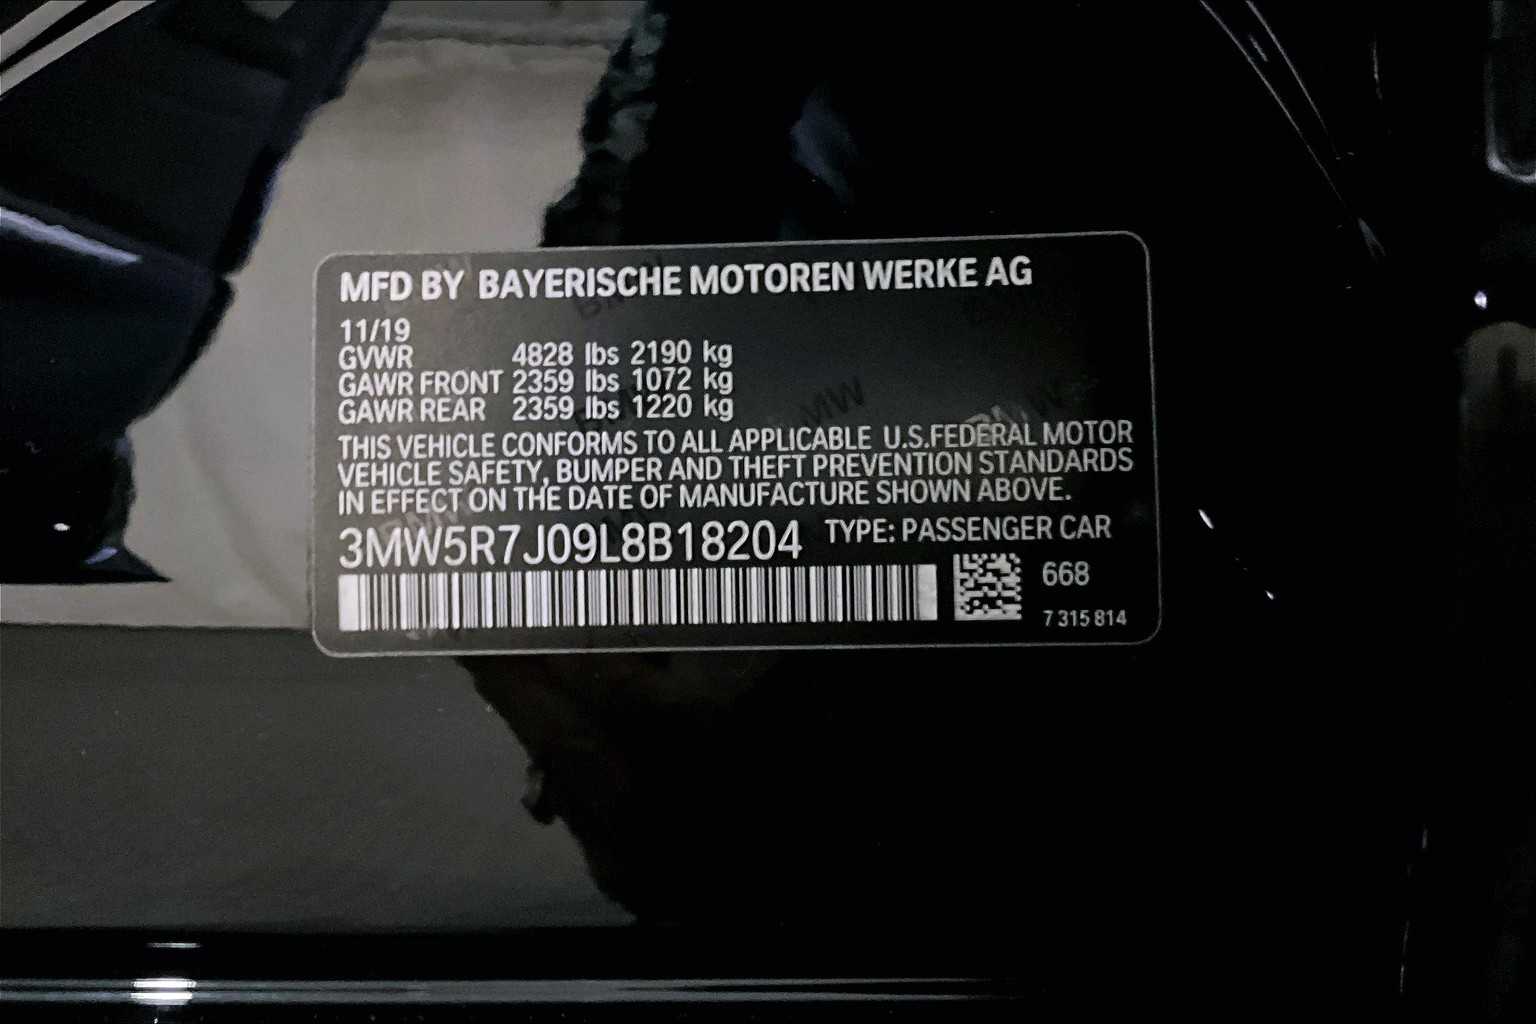 MFD BY BAYERISCHE MOTOREN WERKE AG
11/19
GVWR 4828 lbs 2190 kg
GAWR FRONT 2359 lbs 1072 kg
GAWR REAR 2359 lbs 1220 kg
THIS VEHICLE CONFORMS TO ALL APPLICABLE U.S.FEDERAL MOTOR
VEHICLE SAFETY, BUMPER AND THEFT PREVENTION STANDARDS
IN EFFECT ON THE DATE OF MANUFACTURE SHOWN ABOVE.
3MW5R7J09L8B18204 TYPE: PASSENGER CAR
668
7 315 814